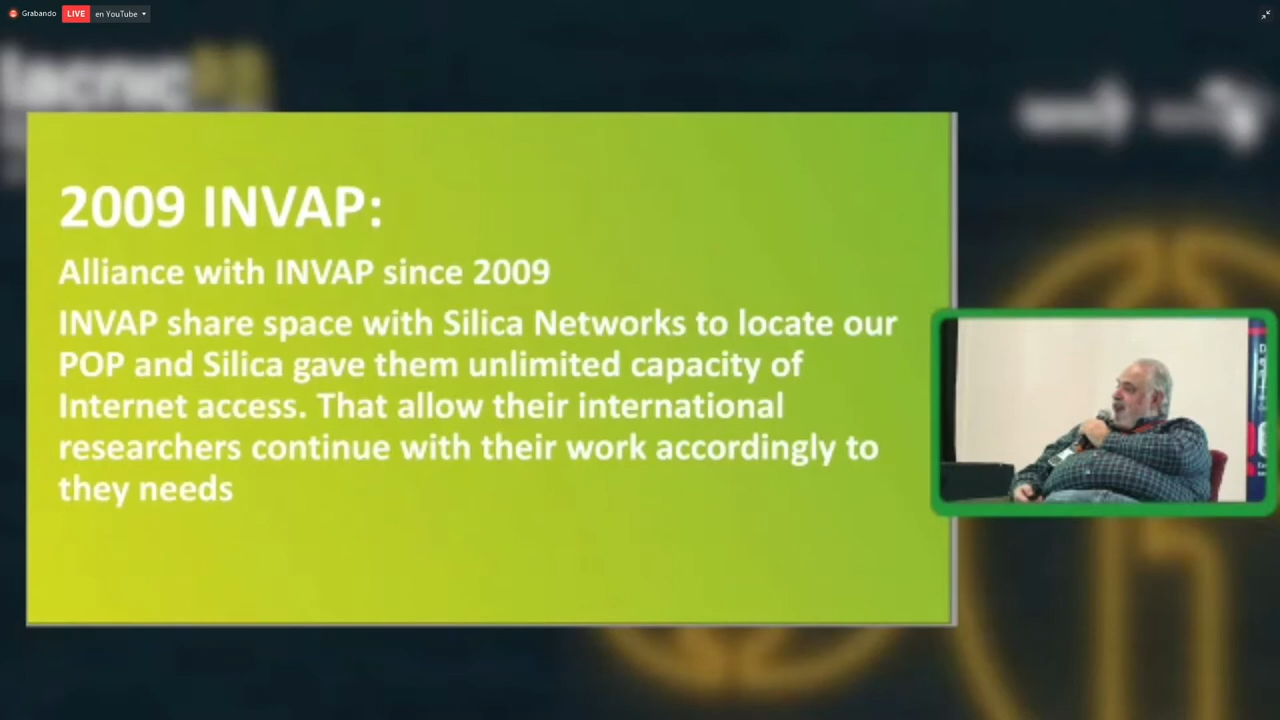 Grabando LIVE en YouTube
lacnic
2009 INVAP:
Alliance with INVAP since 2009
INVAP share space with Silica Networks to locate our
POP and Silica gave them unlimited capacity of
Internet access. That allow their international
researchers continue with their work accordingly to
they needs